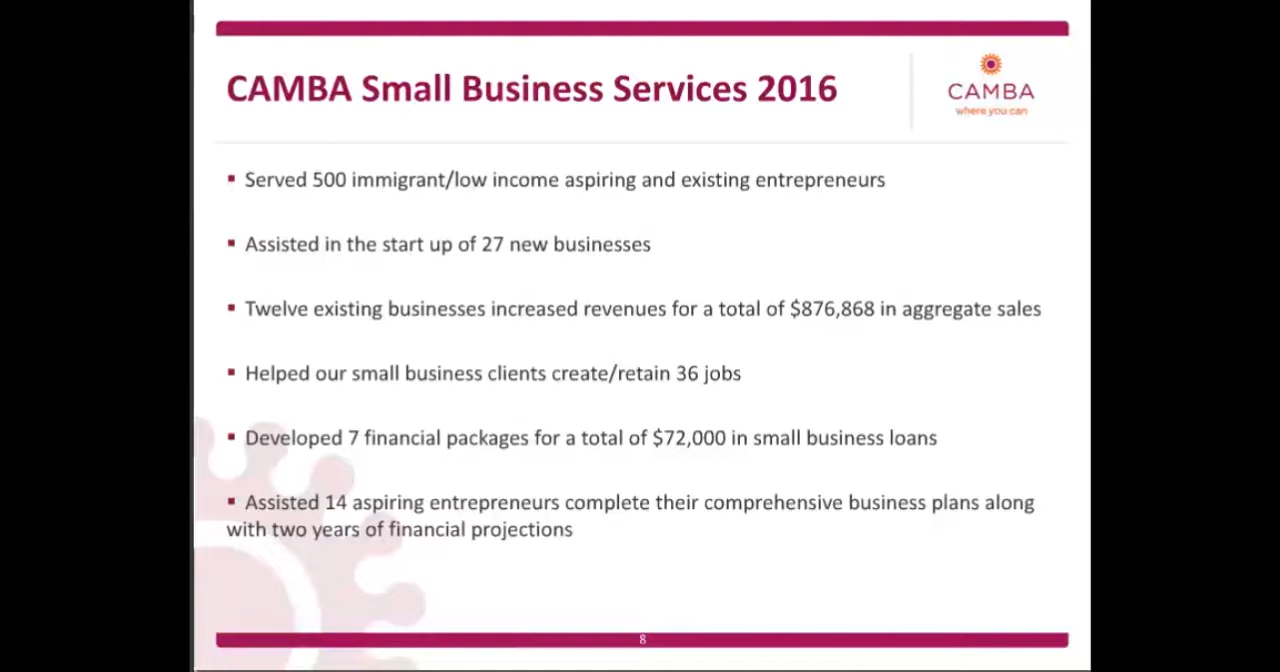 CAMBA Small Business Services 2016
CAMBA
where you can
▪ Served 500 immigrant/low income aspiring and existing entrepreneurs
▪ Assisted in the start up of 27 new businesses
▪ Twelve existing businesses increased revenues for a total of $876,868 in aggregate sales
▪ Helped our small business clients create/retain 36 jobs
▪ Developed 7 financial packages for a total of $72,000 in small business loans
▪ Assisted 14 aspiring entrepreneurs complete their comprehensive business plans along
with two years of financial projections
8